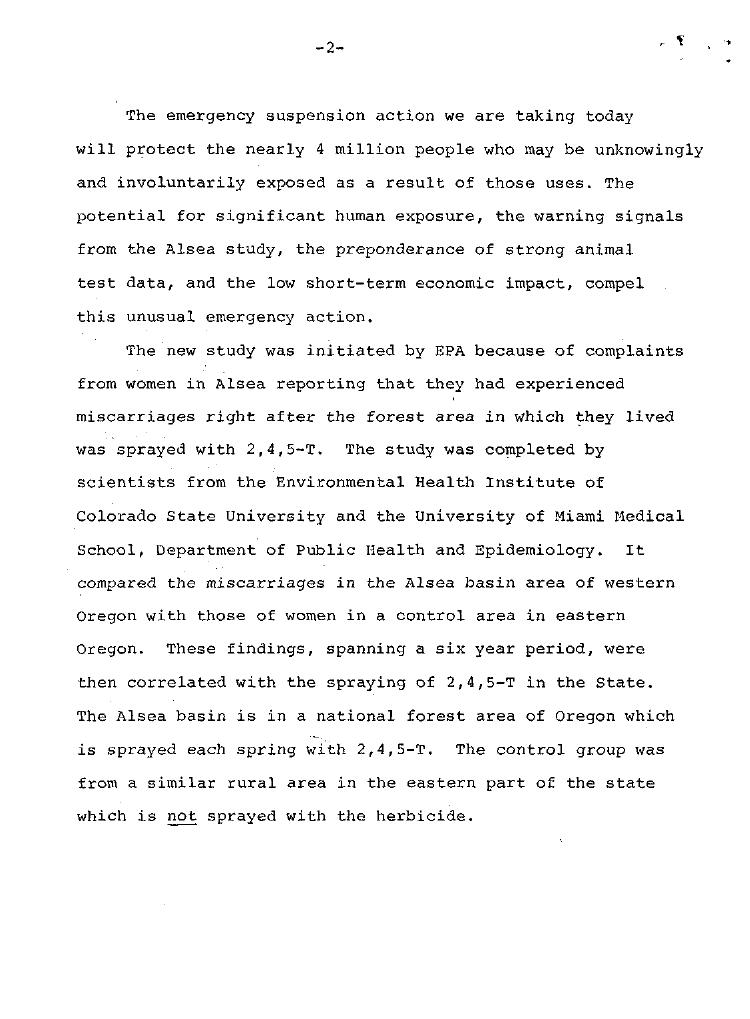 -2-
The emergency suspension action we are taking today
will protect the nearly 4 million people who may be unknowingly
and involuntarily exposed as a result of those uses. The
potential for significant human exposure, the warning signals
from the Alsea study, the preponderance of strong animal
test data, and the low short-term economic impact, compel
this unusual emergency action.
The new study was initiated by EPA because of complaints
from women in Alsea reporting that they had experienced
miscarriages right after the forest area in which they lived
was sprayed with 2,4,5-T. The study was completed by
scientists from the Environmental Health Institute of
Colorado State University and the University of Miami Medical
School, Department of Public Health and Epidemiology. It
compared the miscarriages in the Alsea basin area of western
Oregon with those of women in a control area in eastern
Oregon. These findings, spanning a six year period, were
then correlated with the spraying of 2,4,5-T in the State.
The Alsea basin is in a national forest area of Oregon which
is sprayed each spring with 2,4,5-T. The control group was
from a similar rural area in the eastern part of the state
which is not sprayed with the herbicide.